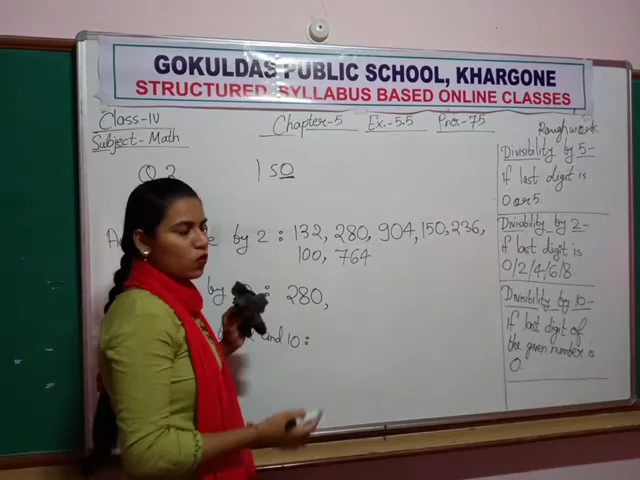 GOKULDAS PUBLIC SCHOOL, KHARGONE
STRUCTURED SYLLABUS BASED ONLINE CLASSES
Class-IV
Subject-Math
Chapter-5 Ex.-5.5 Pno.-75
Q.2
150
by 2 : 132, 280, 904, 150, 236,
100, 764
by : 280,
and 10 :
Rough work
Divisibility by 5-
if last digit is
0 or 5.
Divisibility by 2-
if last digit is
0/2/4/6/8
Divisibility by 10-
if last digit of
the given number is
0.